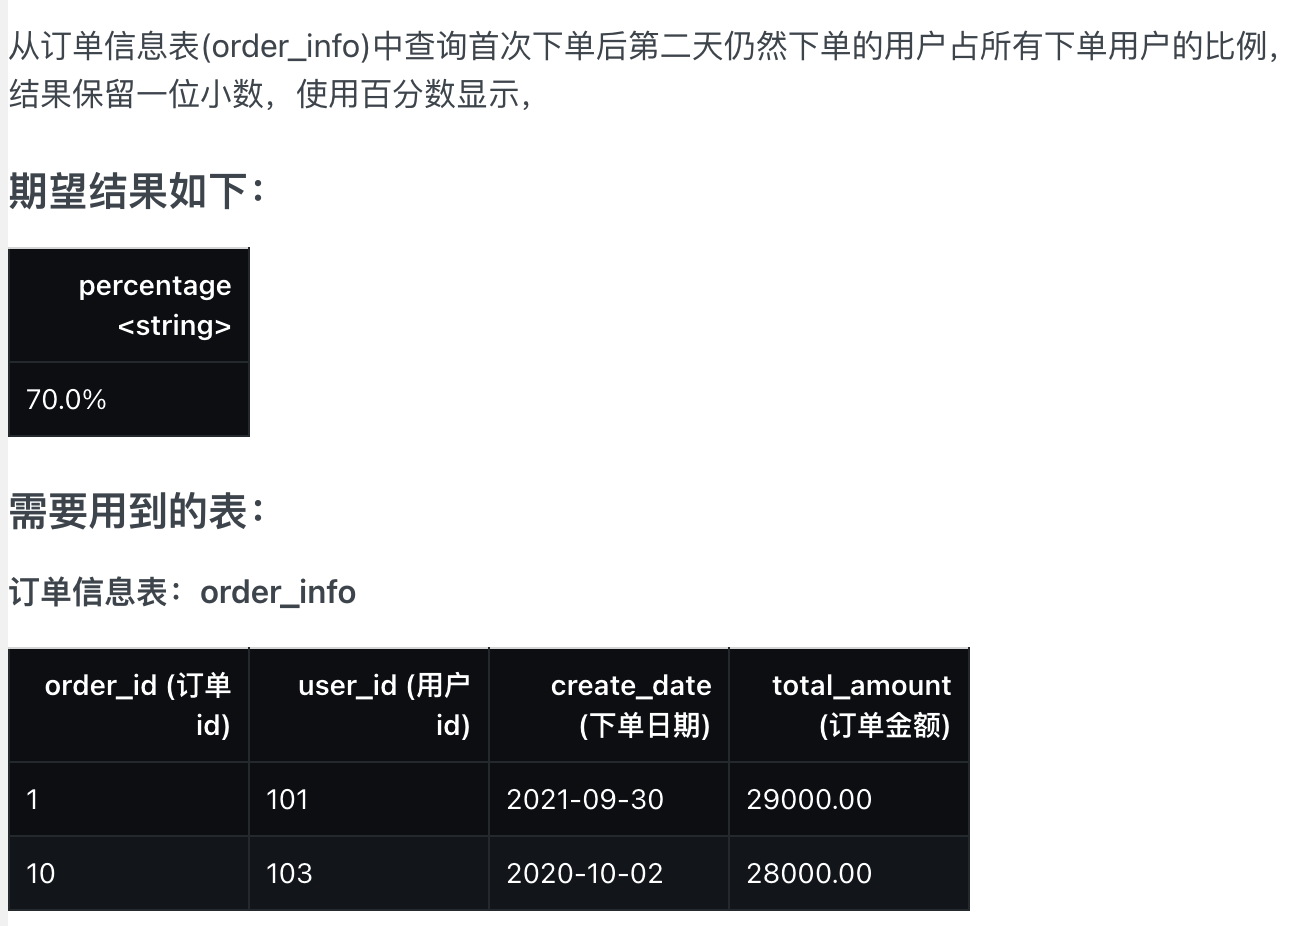 从订单信息表(order_info)中查询首次下单后第二天仍然下单的用户占所有下单用户的比例，
结果保留一位小数，使用百分数显示，
期望结果如下：
percentage
<string>
70.0%
需要用到的表：
订单信息表：order_info
order_id (订单
id)
user_id (用户
id)
create_date
(下单日期)
total_amount
(订单金额)
1
101
2021-09-30
29000.00
10
103
2020-10-02
28000.00